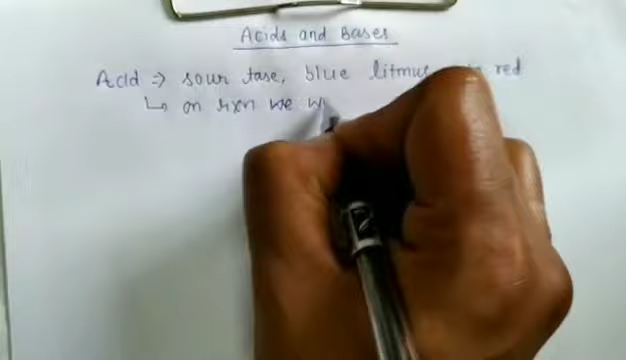 Acids and Bases
Acid ⇒ sour tase, blue litmus red
↳ on rxn we